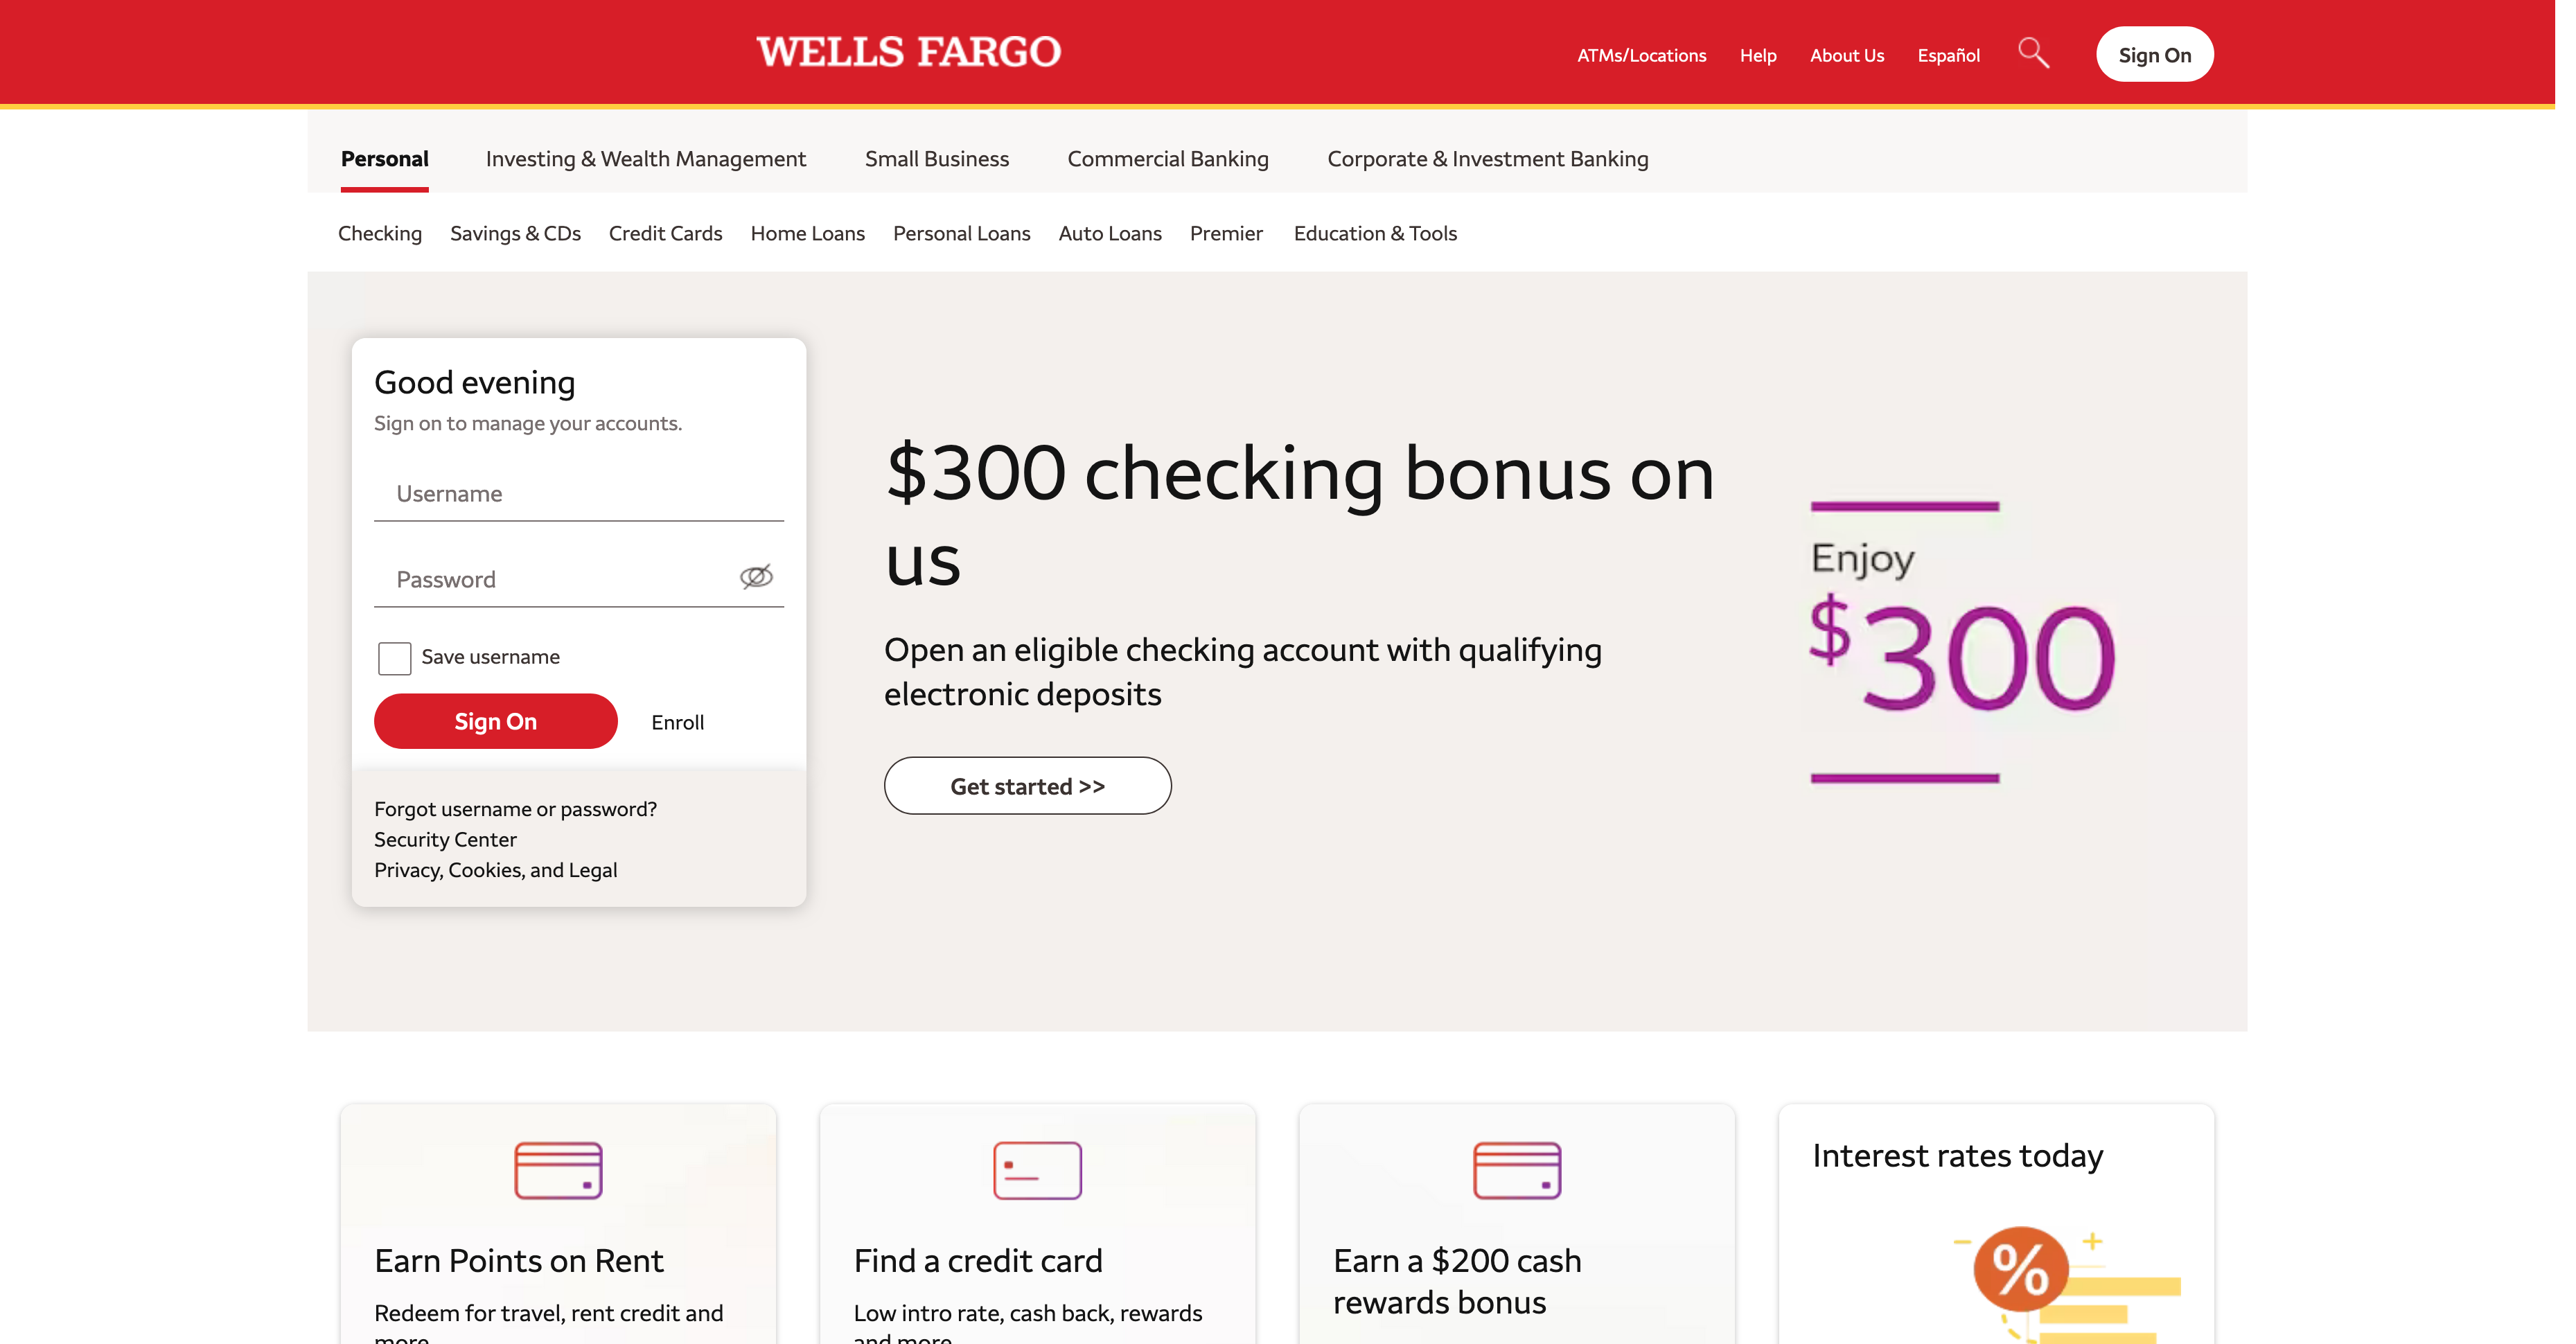 WELLS FARGO
ATMs/Locations Help About Us Español Sign On
Personal Investing & Wealth Management Small Business Commercial Banking Corporate & Investment Banking
Checking Savings & CDs Credit Cards Home Loans Personal Loans Auto Loans Premier Education & Tools
Good evening
Sign on to manage your accounts.
Username
Password
Save username
Sign On Enroll
Forgot username or password?
Security Center
Privacy, Cookies, and Legal
$300 checking bonus on
us
Open an eligible checking account with qualifying
electronic deposits
Get started >>
Enjoy
$300
Earn Points on Rent
Redeem for travel, rent credit and
more
Find a credit card
Low intro rate, cash back, rewards
and more
Earn a $200 cash
rewards bonus
Interest rates today
%